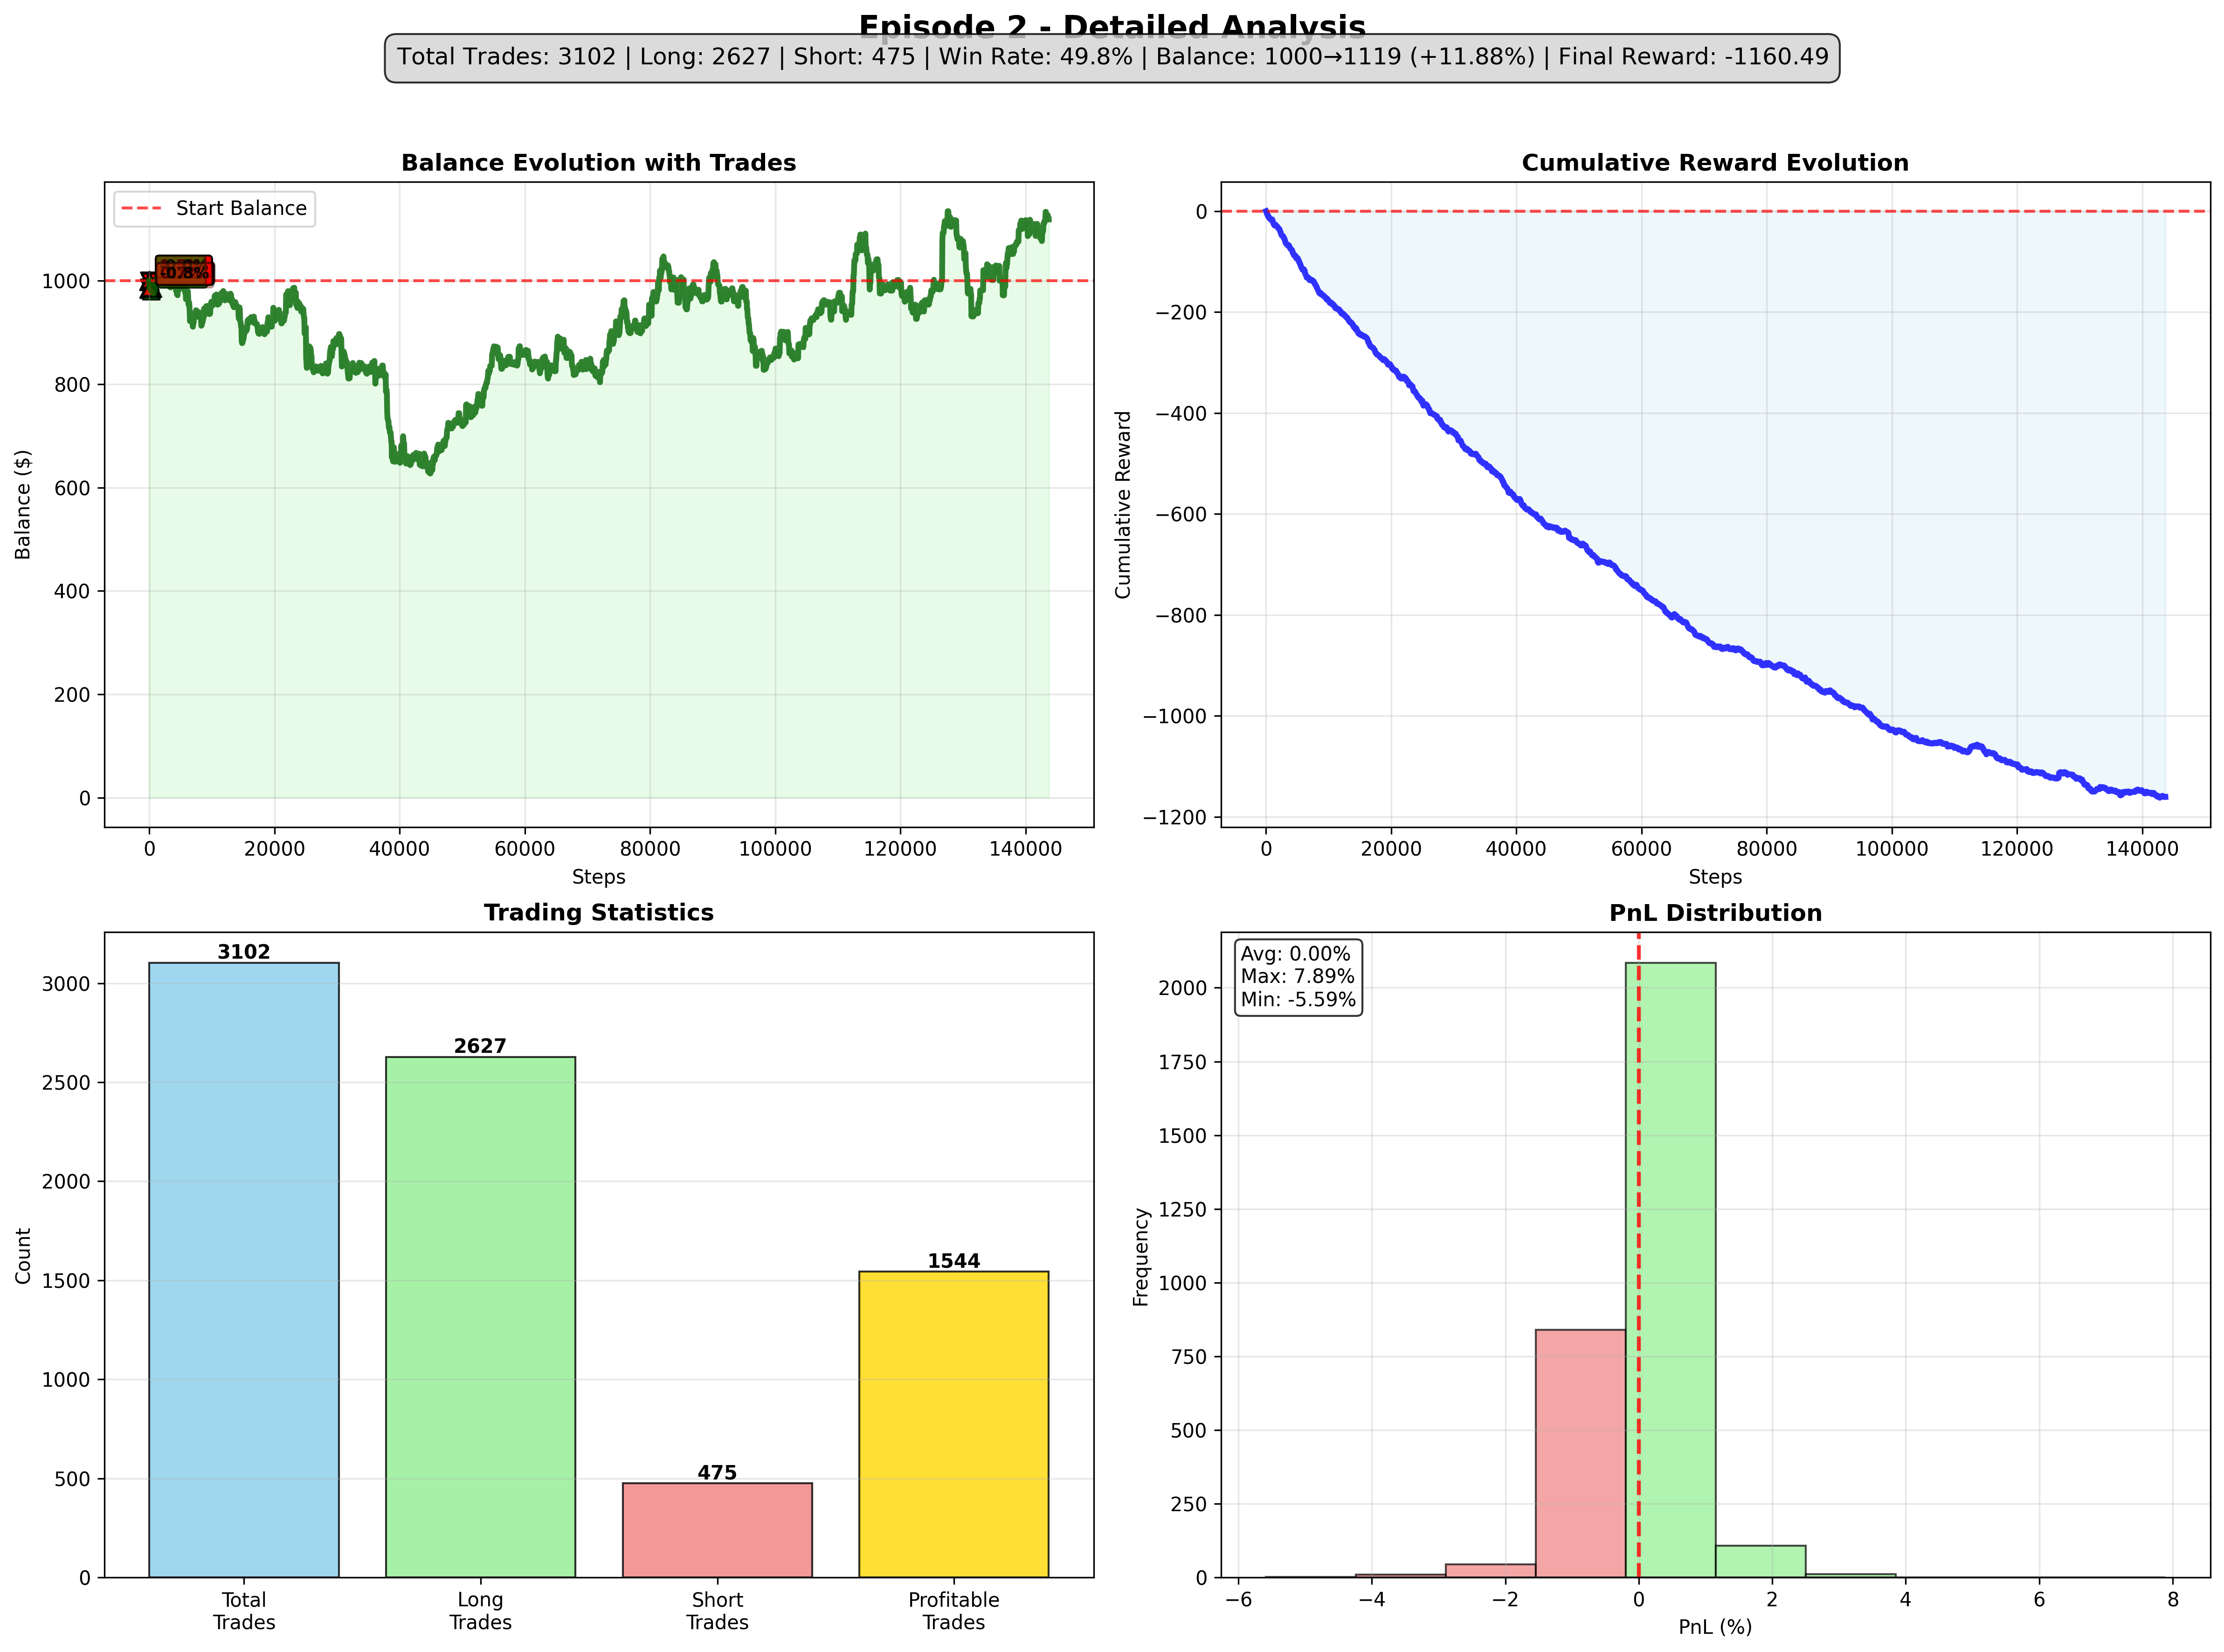 Episode 2 - Detailed Analysis
Total Trades: 3102 | Long: 2627 | Short: 475 | Win Rate: 49.8% | Balance: 1000→1119 (+11.88%) | Final Reward: -1160.49
Balance Evolution with Trades
Start Balance
Balance ($)
1000
800
600
400
200
0
0 20000 40000 60000 80000 100000 120000 140000
Steps
Cumulative Reward Evolution
Cumulative Reward
0
−200
−400
−600
−800
−1000
−1200
0 20000 40000 60000 80000 100000 120000 140000
Steps
Trading Statistics
Count
3000
2500
2000
1500
1000
500
0
3102
2627
475
1544
Total Trades
Long Trades
Short Trades
Profitable Trades
PnL Distribution
Avg: 0.00%
Max: 7.89%
Min: -5.59%
Frequency
2000
1750
1500
1250
1000
750
500
250
0
−6 −4 −2 0 2 4 6 8
PnL (%)